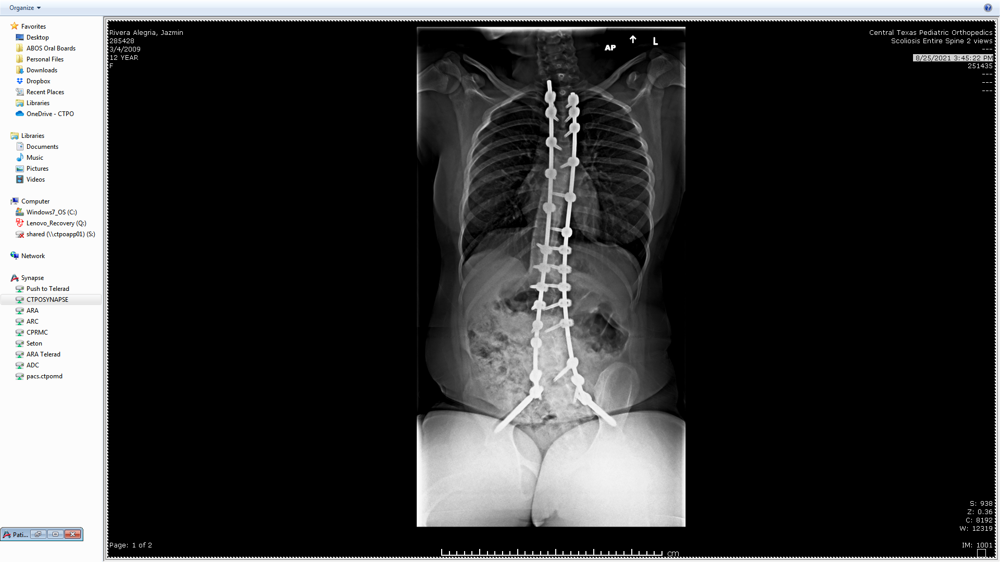 Organize
Favorites
Desktop
ABOS Oral Boards
Personal Files
Downloads
Dropbox
Recent Places
Libraries
OneDrive - CTPO
Libraries
Documents
Music
Pictures
Videos
Computer
Windows7_OS (C:)
Lenovo_Recovery (Q:)
shared (\\ctpoapp01) (S:)
Network
Synapse
Push to Telerad
CTPOSYNAPSE
ARA
ARC
CPRMC
Seton
ARA Telerad
ADC
pacs.ctpomd
Pati...
Rivera Alegria, Jazmin
285428
3/4/2009
12 YEAR
F
AP
L
Central Texas Pediatric Orthopedics
Scoliosis Entire Spine 2 views
---
8/25/2021 3:45:22 PM
251435
---
---
---
S: 938
Z: 0.36
C: 8192
W: 12319
IM: 1001
Page: 1 of 2
cm